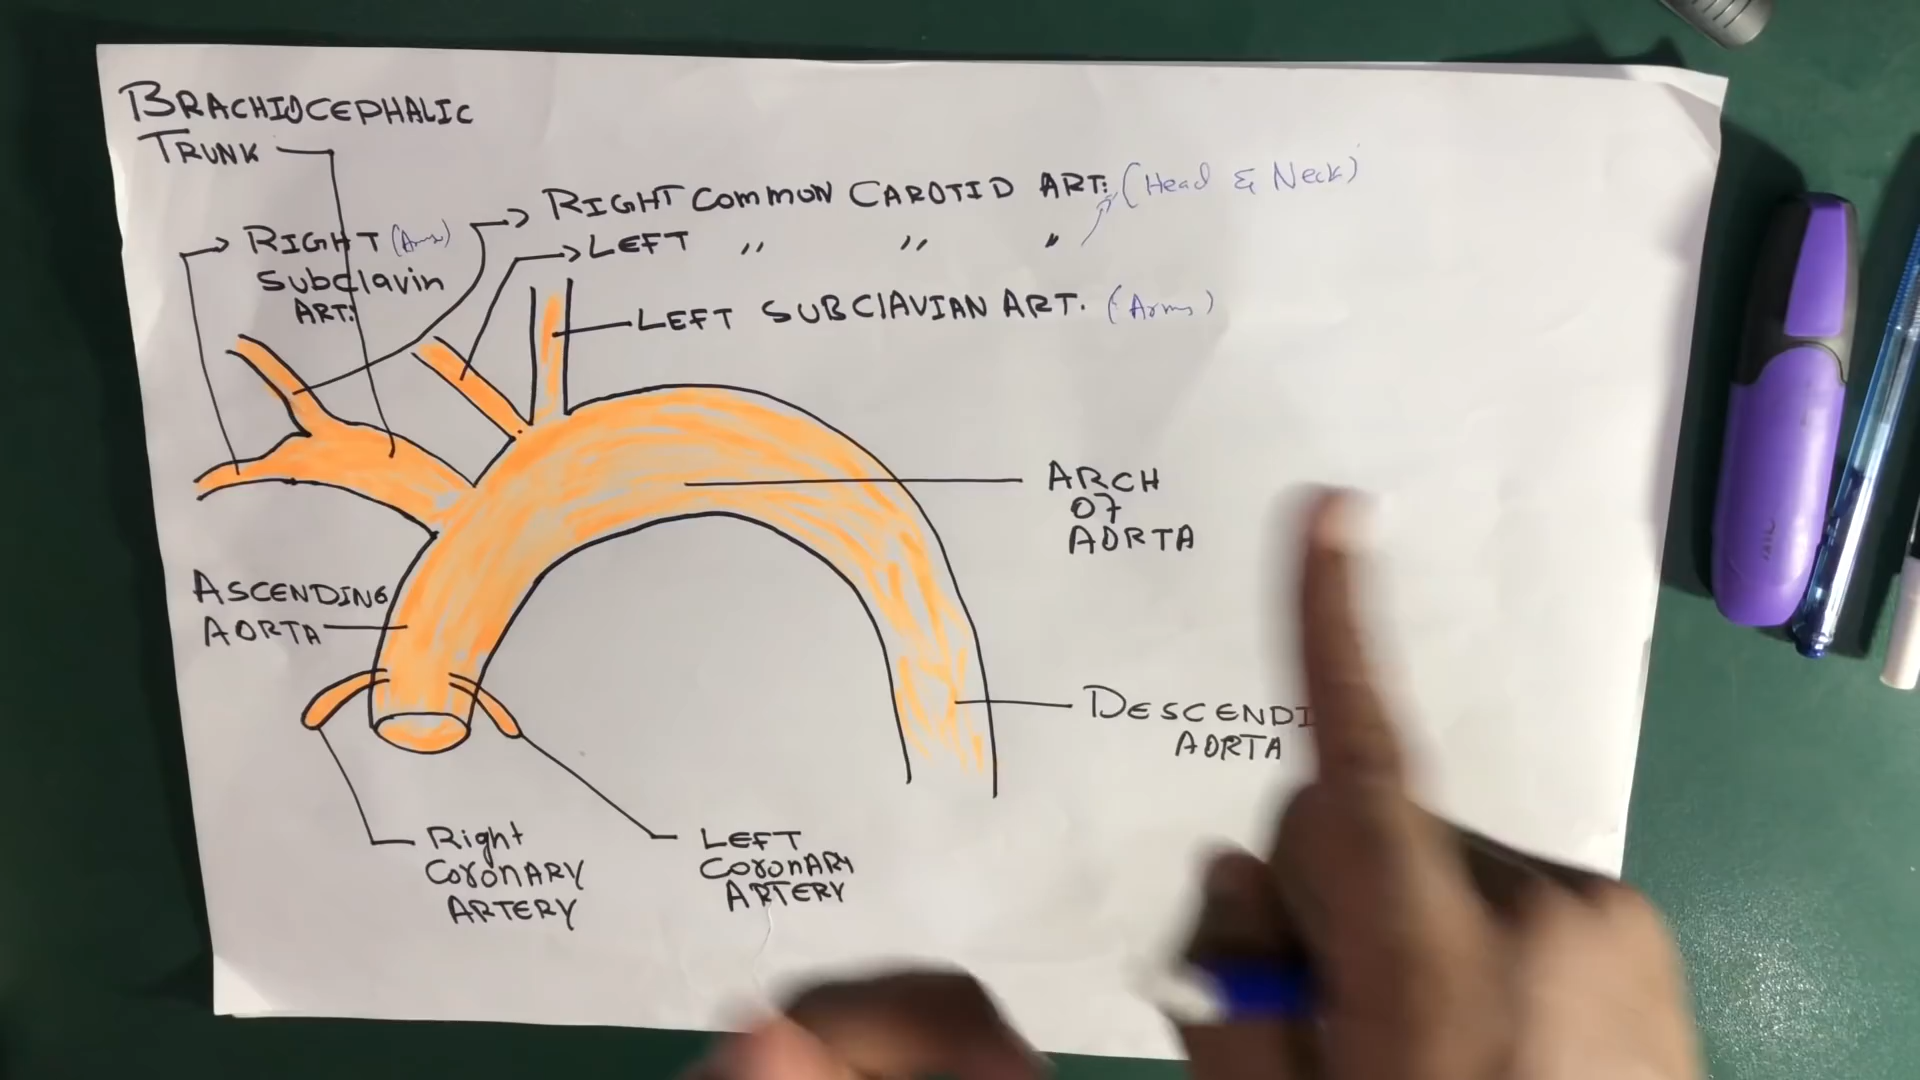 BRACHIOCEPHALIC
TRUNK
RIGHT COMMON CAROTID ART: (Head & Neck)
LEFT " " "
RIGHT (Arms)
Subclavin
ART:
LEFT SUBCLAVIAN ART. (Arms)
ARCH
OF
AORTA
ASCENDING
AORTA
DESCENDI
AORTA
Right
CORONARY
ARTERY
LEFT
CORONARY
ARTERY